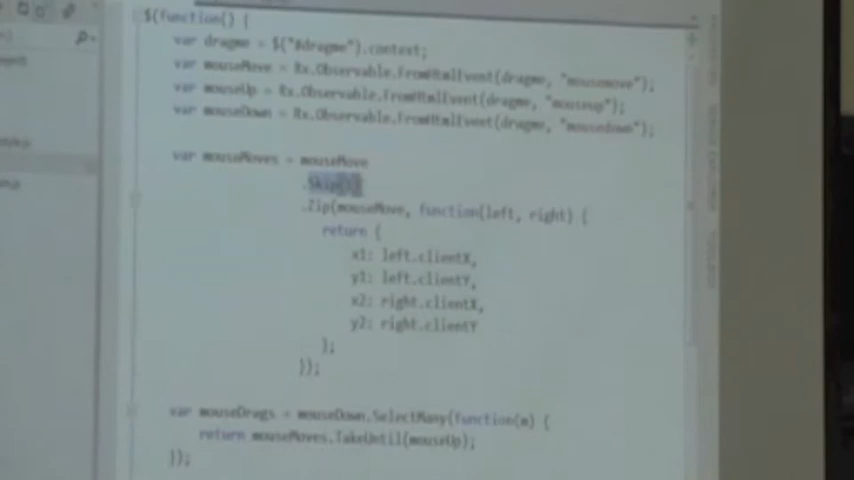 $(function() {
var dragme = $("#dragme").context;
var mouseMove = Rx.Observable.FromHtmlEvent(dragme, "mousemove");
var mouseUp = Rx.Observable.FromHtmlEvent(dragme, "mouseup");
var mouseDown = Rx.Observable.FromHtmlEvent(dragme, "mousedown");
var mouseMoves = mouseMove
.Skip(1)
.Zip(mouseMove, function(left, right) {
return {
x1: left.clientX,
y1: left.clientY,
x2: right.clientX,
y2: right.clientY
};
});
var mouseDrags = mouseDown.SelectMany(function(m) {
return mouseMoves.TakeUntil(mouseUp);
});